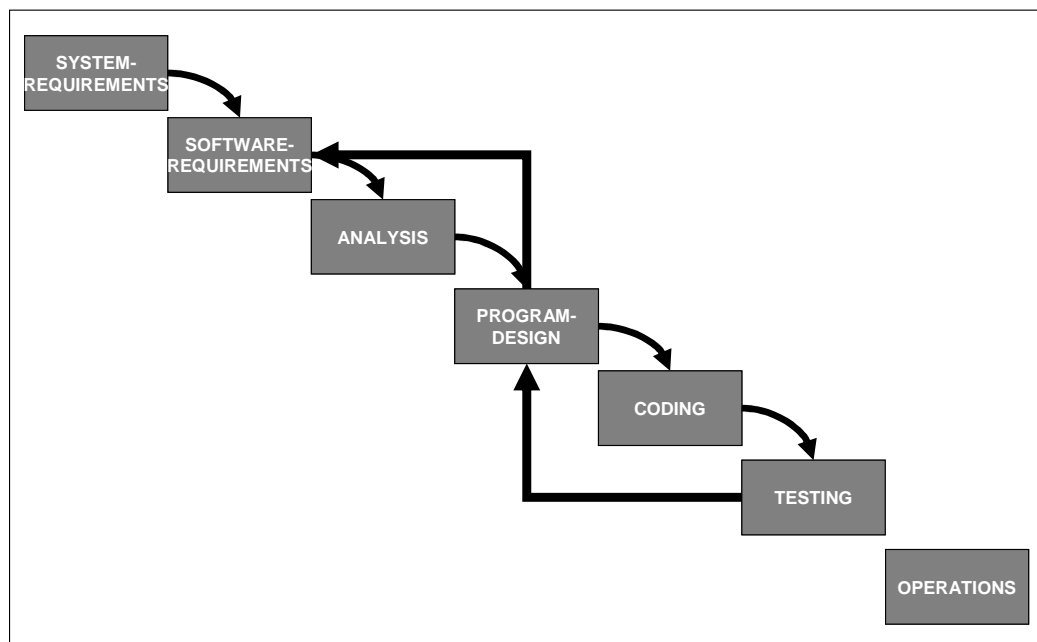 SYSTEM-
REQUIREMENTS
SOFTWARE-
REQUIREMENTS
ANALYSIS
PROGRAM-
DESIGN
CODING
TESTING
OPERATIONS